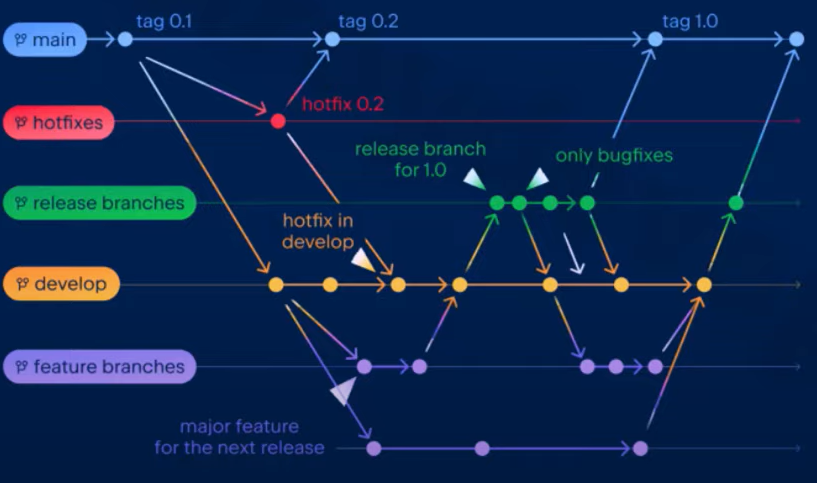 tag 0.1
tag 0.2
tag 1.0
main
hotfixes
hotfix 0.2
release branch
for 1.0
only bugfixes
release branches
hotfix in
develop
develop
feature branches
major feature
for the next release